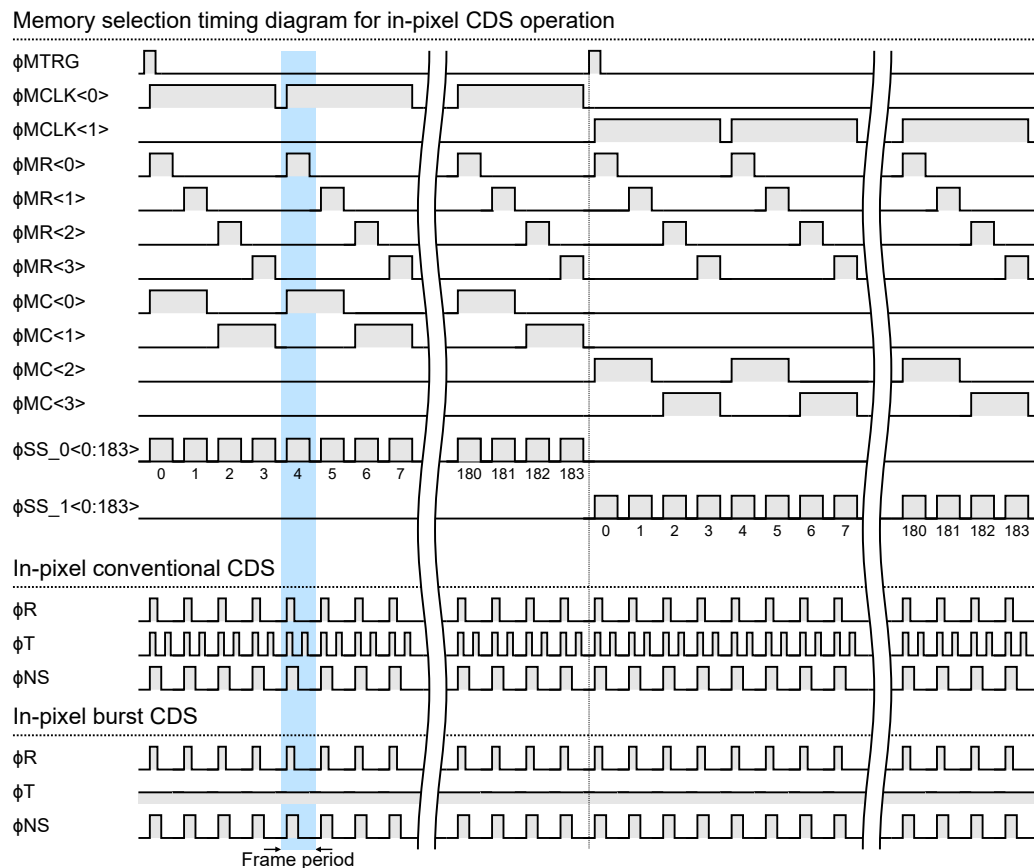 Memory selection timing diagram for in-pixel CDS operation
ϕMTRG
ϕMCLK<0>
ϕMCLK<1>
ϕMR<0>
ϕMR<1>
ϕMR<2>
ϕMR<3>
ϕMC<0>
ϕMC<1>
ϕMC<2>
ϕMC<3>
ϕSS_0<0:183>
0 1 2 3 4 5 6 7 180 181 182 183
ϕSS_1<0:183>
0 1 2 3 4 5 6 7 180 181 182 183
In-pixel conventional CDS
ϕR
ϕT
ϕNS
In-pixel burst CDS
ϕR
ϕT
ϕNS
Frame period